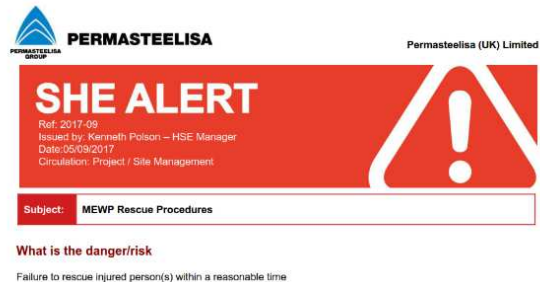 PERMASTEELISA
PERMASTEELISA
GROUP
Permasteelisa (UK) Limited
SHE ALERT
Ref: 2017-09
Issued by: Kenneth Polson – HSE Manager
Date:05/09/2017
Circulation: Project / Site Management
Subject: MEWP Rescue Procedures
What is the danger/risk
Failure to rescue injured person(s) within a reasonable time